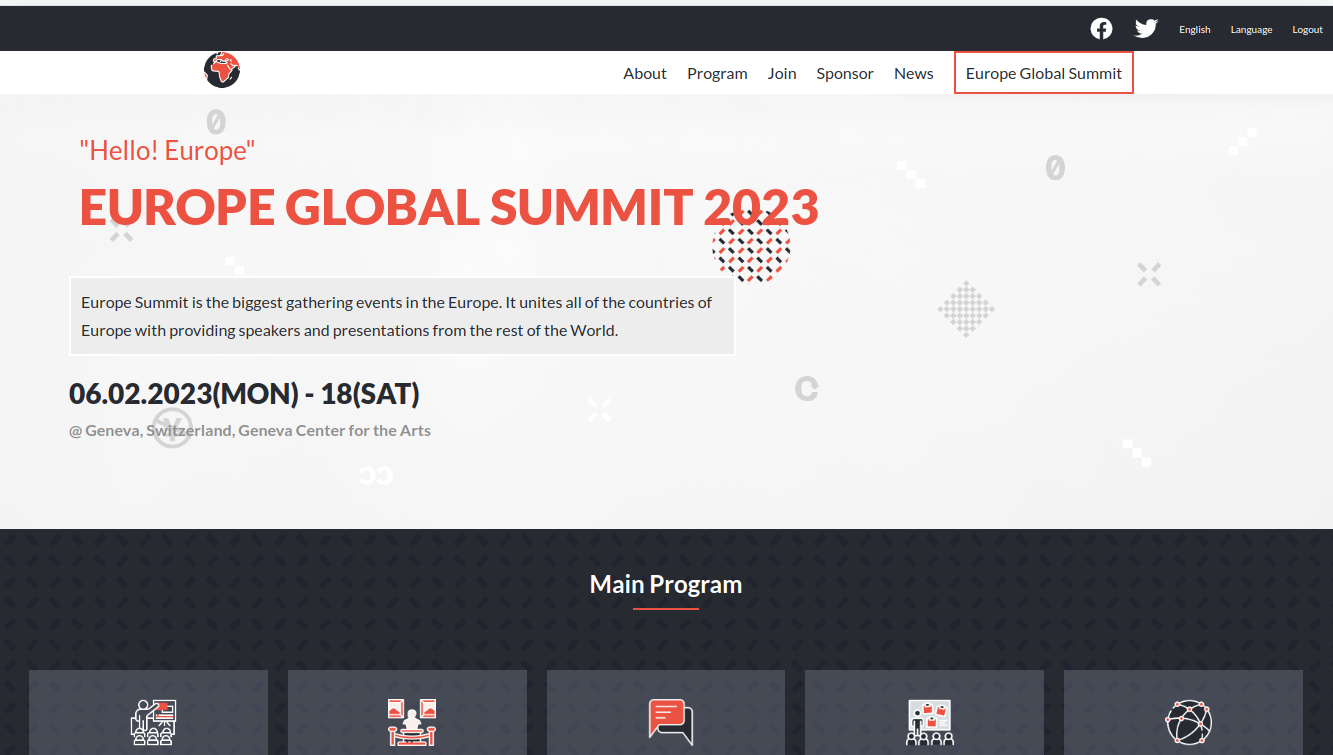 English Language Logout
About Program Join Sponsor News Europe Global Summit
"Hello! Europe"
EUROPE GLOBAL SUMMIT 2023
Europe Summit is the biggest gathering events in the Europe. It unites all of the countries of
Europe with providing speakers and presentations from the rest of the World.
06.02.2023(MON) - 18(SAT)
@ Geneva, Switzerland, Geneva Center for the Arts
Main Program